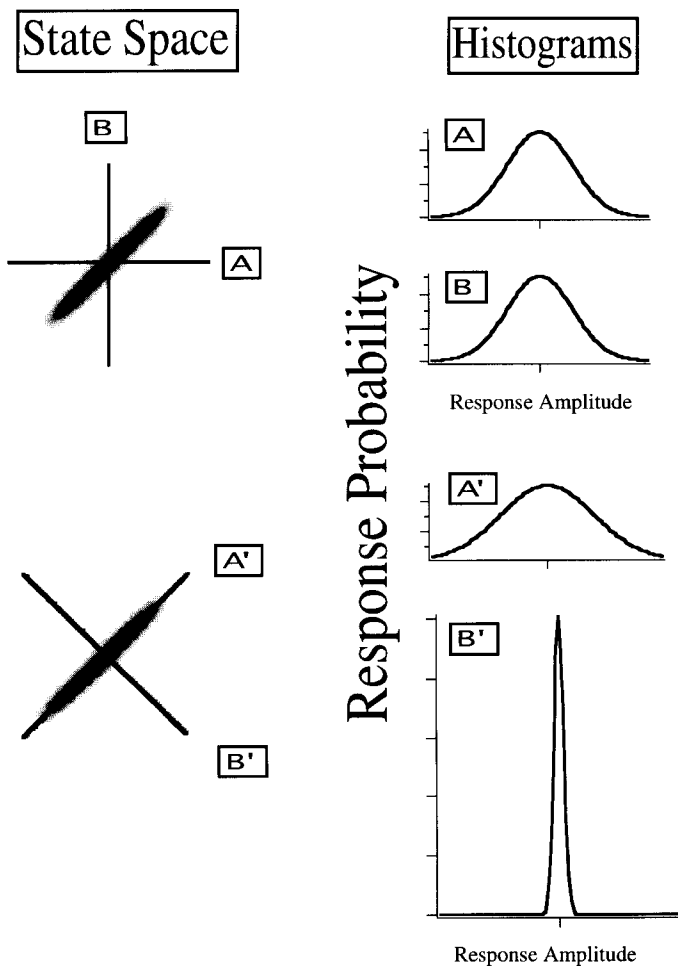 State Space
Histograms
B
A
A
B
Response Amplitude
Response Probability
A'
B'
A'
B'
Response Amplitude